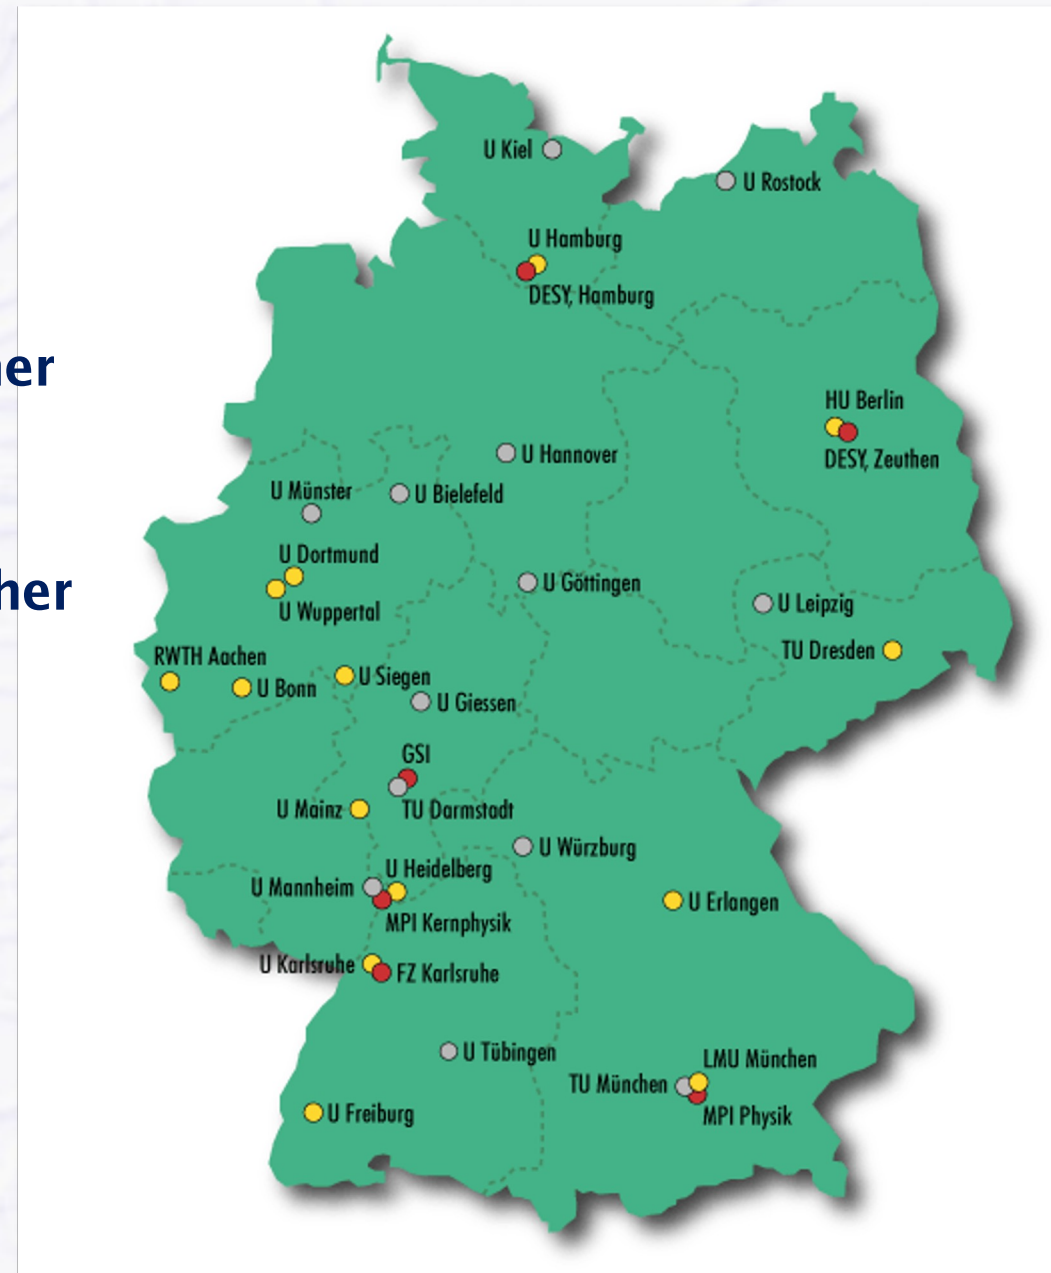 U Kiel
U Rostock
U Hamburg
DESY, Hamburg
HU Berlin
DESY, Zeuthen
U Hannover
U Münster
U Bielefeld
U Dortmund
U Göttingen
U Wuppertal
U Leipzig
TU Dresden
RWTH Aachen
U Siegen
U Bonn
U Giessen
GSI
U Mainz
TU Darmstadt
U Würzburg
U Heidelberg
U Mannheim
U Erlangen
MPI Kernphysik
U Karlsruhe
FZ Karlsruhe
U Tübingen
LMU München
TU München
U Freiburg
MPI Physik